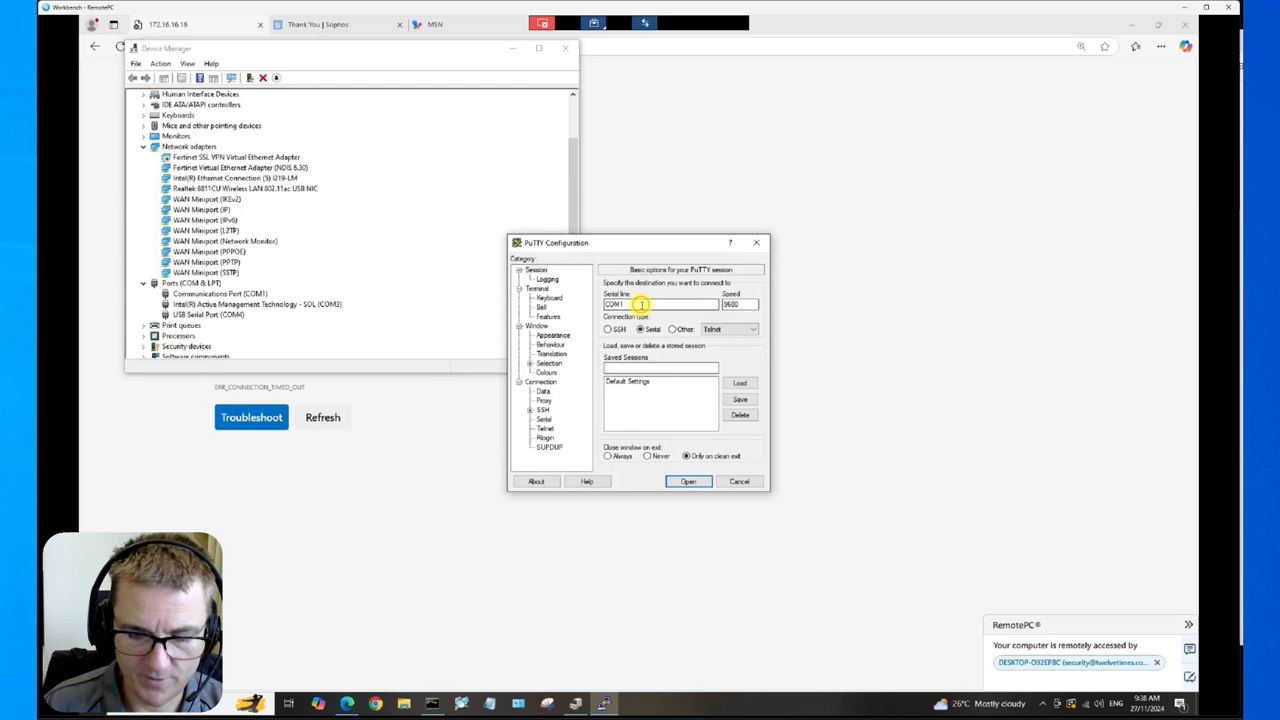 Workbench - RemotePC
172.16.16.16
Thank You | Sophos
MSN
Device Manager
File Action View Help
Human Interface Devices
IDE ATA/ATAPI controllers
Keyboards
Mice and other pointing devices
Monitors
Network adapters
Fortinet SSL VPN Virtual Ethernet Adapter
Fortinet Virtual Ethernet Adapter (NDIS 6.30)
Intel(R) Ethernet Connection (5) I219-LM
Realtek 8811CU Wireless LAN 802.11ac USB NIC
WAN Miniport (IKEv2)
WAN Miniport (IP)
WAN Miniport (IPv6)
WAN Miniport (L2TP)
WAN Miniport (Network Monitor)
WAN Miniport (PPPOE)
WAN Miniport (PPTP)
WAN Miniport (SSTP)
Ports (COM & LPT)
Communications Port (COM1)
Intel(R) Active Management Technology - SOL (COM3)
USB Serial Port (COM4)
Print queues
Processors
Security devices
Software components
ERR_CONNECTION_TIMED_OUT
Troubleshoot
Refresh
PuTTY Configuration
?
Category:
Session
Logging
Terminal
Keyboard
Bell
Features
Window
Appearance
Behaviour
Translation
Selection
Colours
Connection
Data
Proxy
SSH
Serial
Telnet
Rlogin
SUPDUP
Basic options for your PuTTY session
Specify the destination you want to connect to
Serial line Speed
COM1 9600
Connection type:
SSH Serial Other: Telnet
Load, save or delete a stored session
Saved Sessions
Default Settings
Load
Save
Delete
Close window on exit:
Always Never Only on clean exit
About Help Open Cancel
RemotePC®
Your computer is remotely accessed by
DESKTOP-O92EPBC (security@twelvetimes.co...
26°C Mostly cloudy
ENG
9:38 AM
27/11/2024